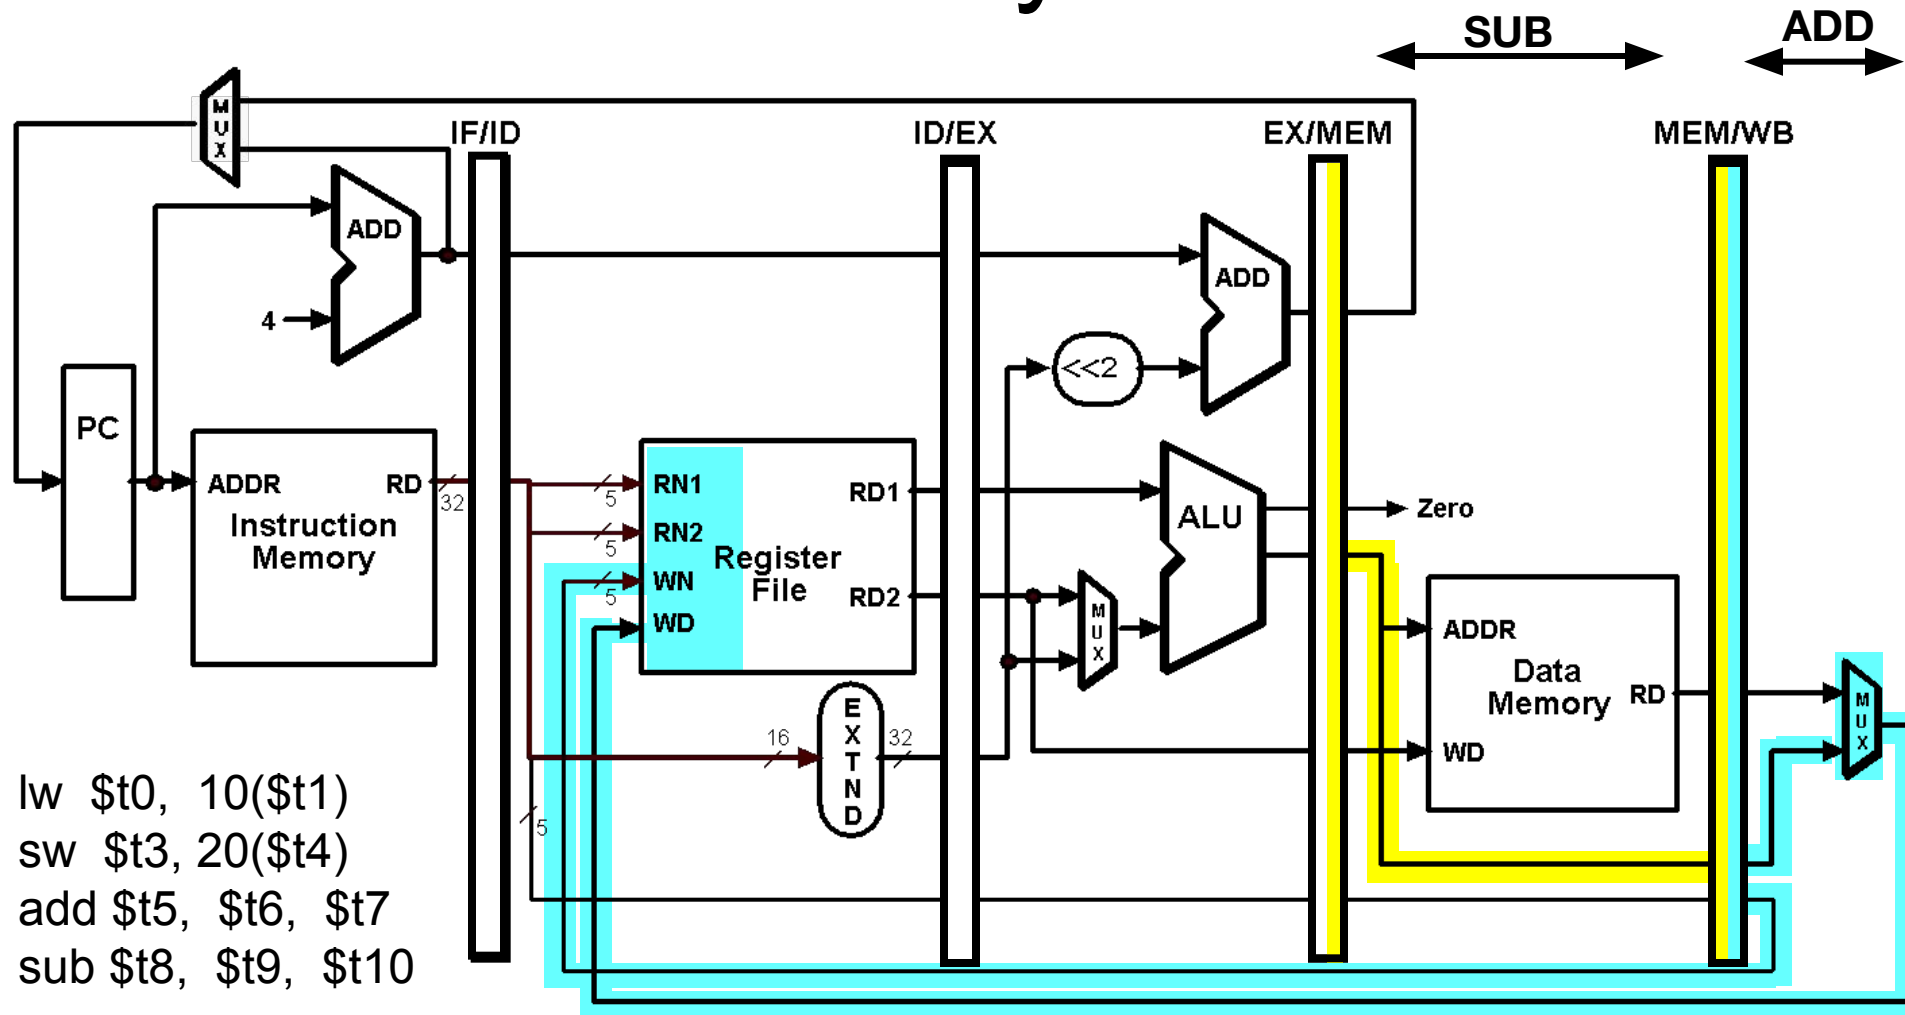 SUB
ADD
MUX
IF/ID
ID/EX
EX/MEM
MEM/WB
ADD
ADD
4
<<2
PC
ADDR
RD
32
Instruction
Memory
5
RN1
5
RN2
5
WN
WD
Register
File
RD1
RD2
MUX
ALU
Zero
ADDR
Data
Memory
RD
WD
MUX
16
EXTND
32
5
lw $t0, 10($t1)
sw $t3, 20($t4)
add $t5, $t6, $t7
sub $t8, $t9, $t10